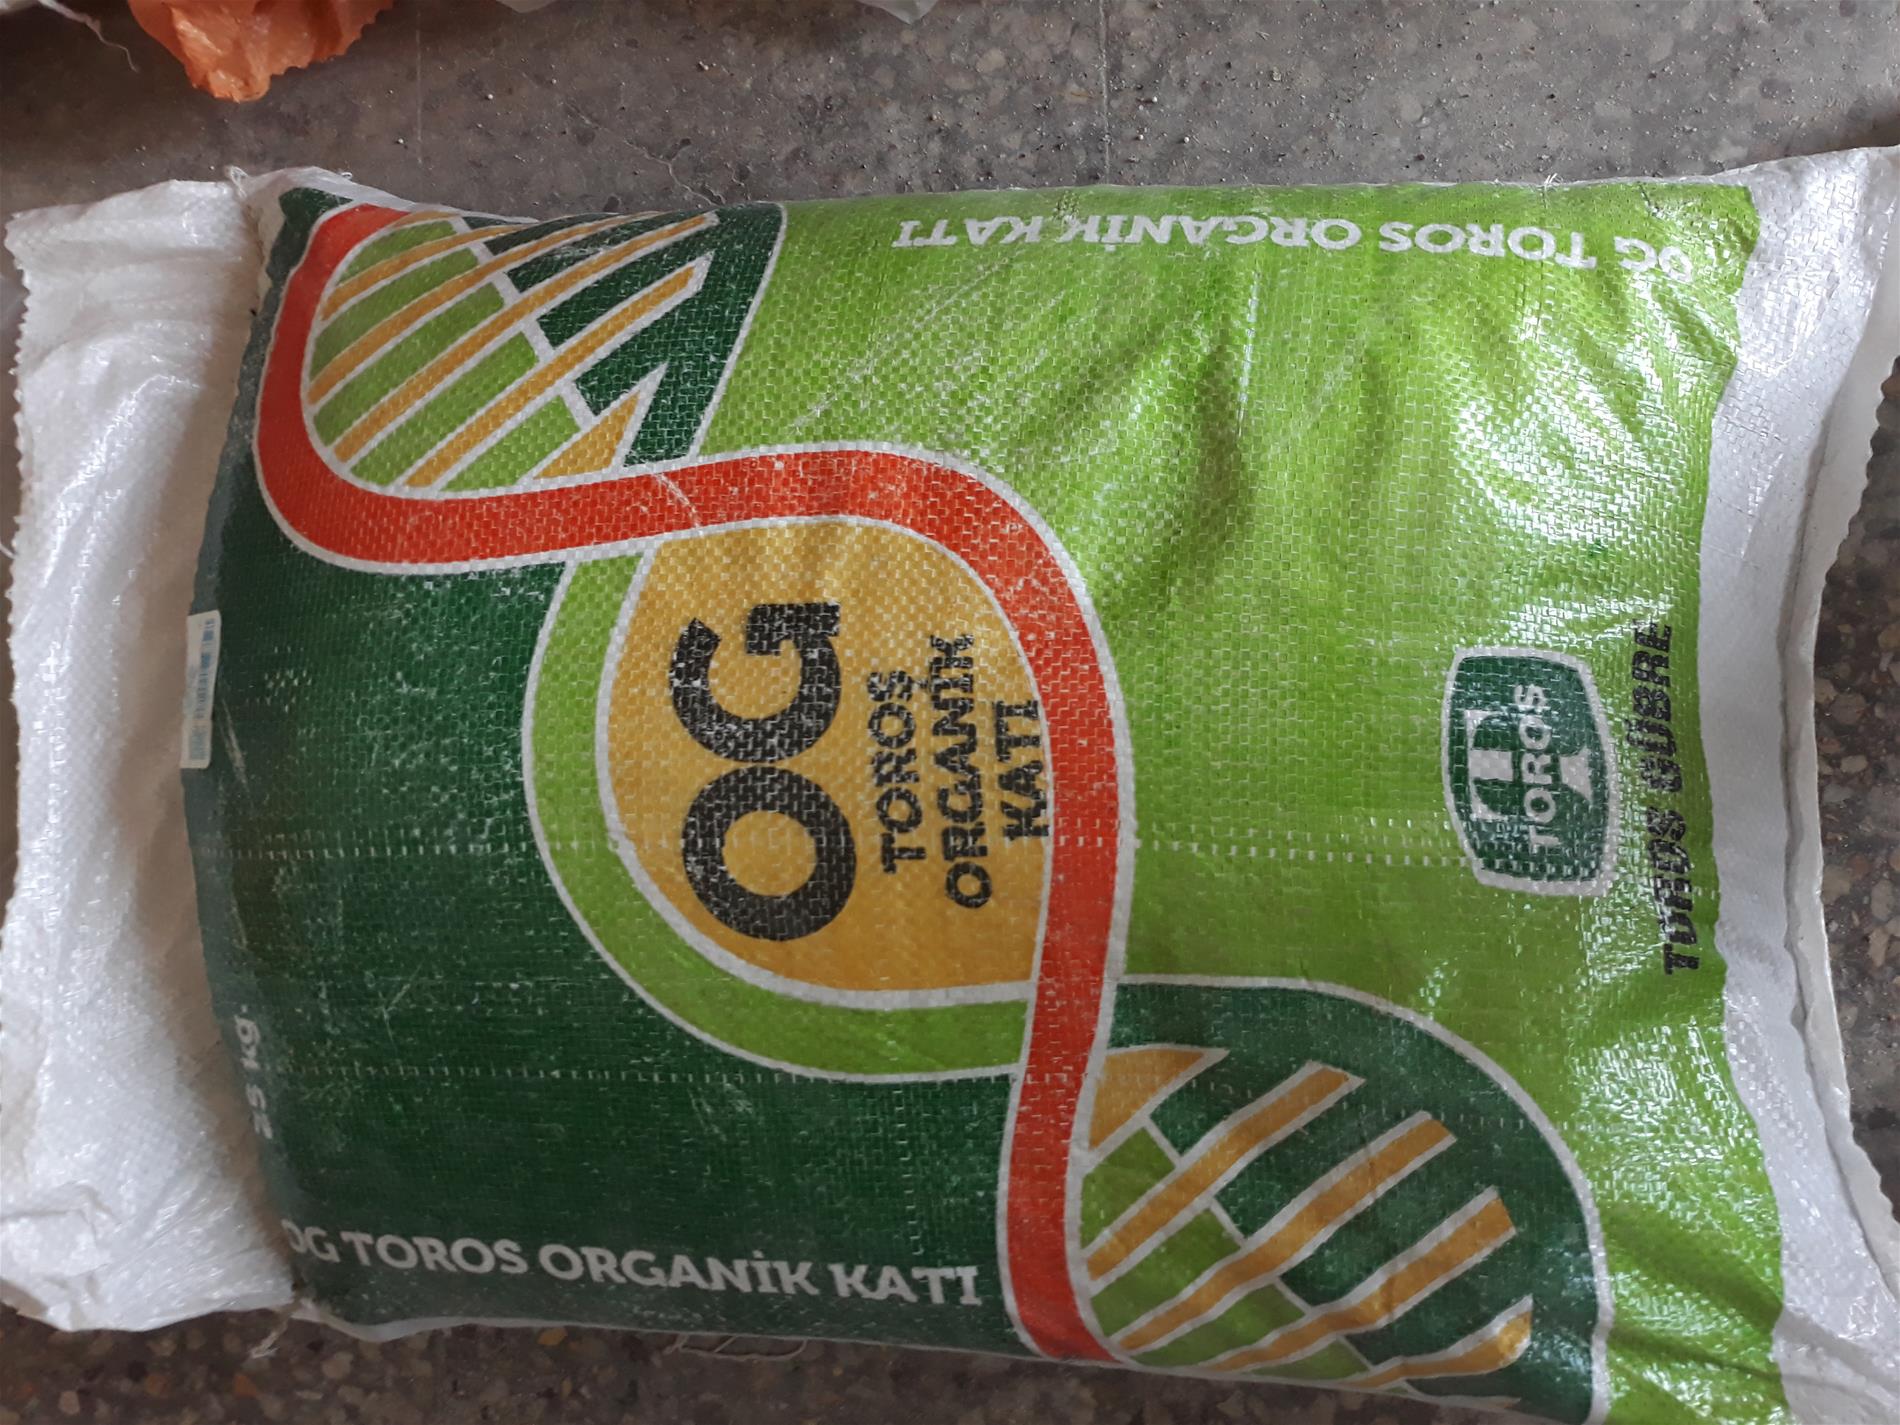 OG
TOROS
ORGANİK
KATI
OG TOROS ORGANİK KATI
OG TOROS ORGANİK KATI
TOROS
TOROS GÜBRE
25 kg.